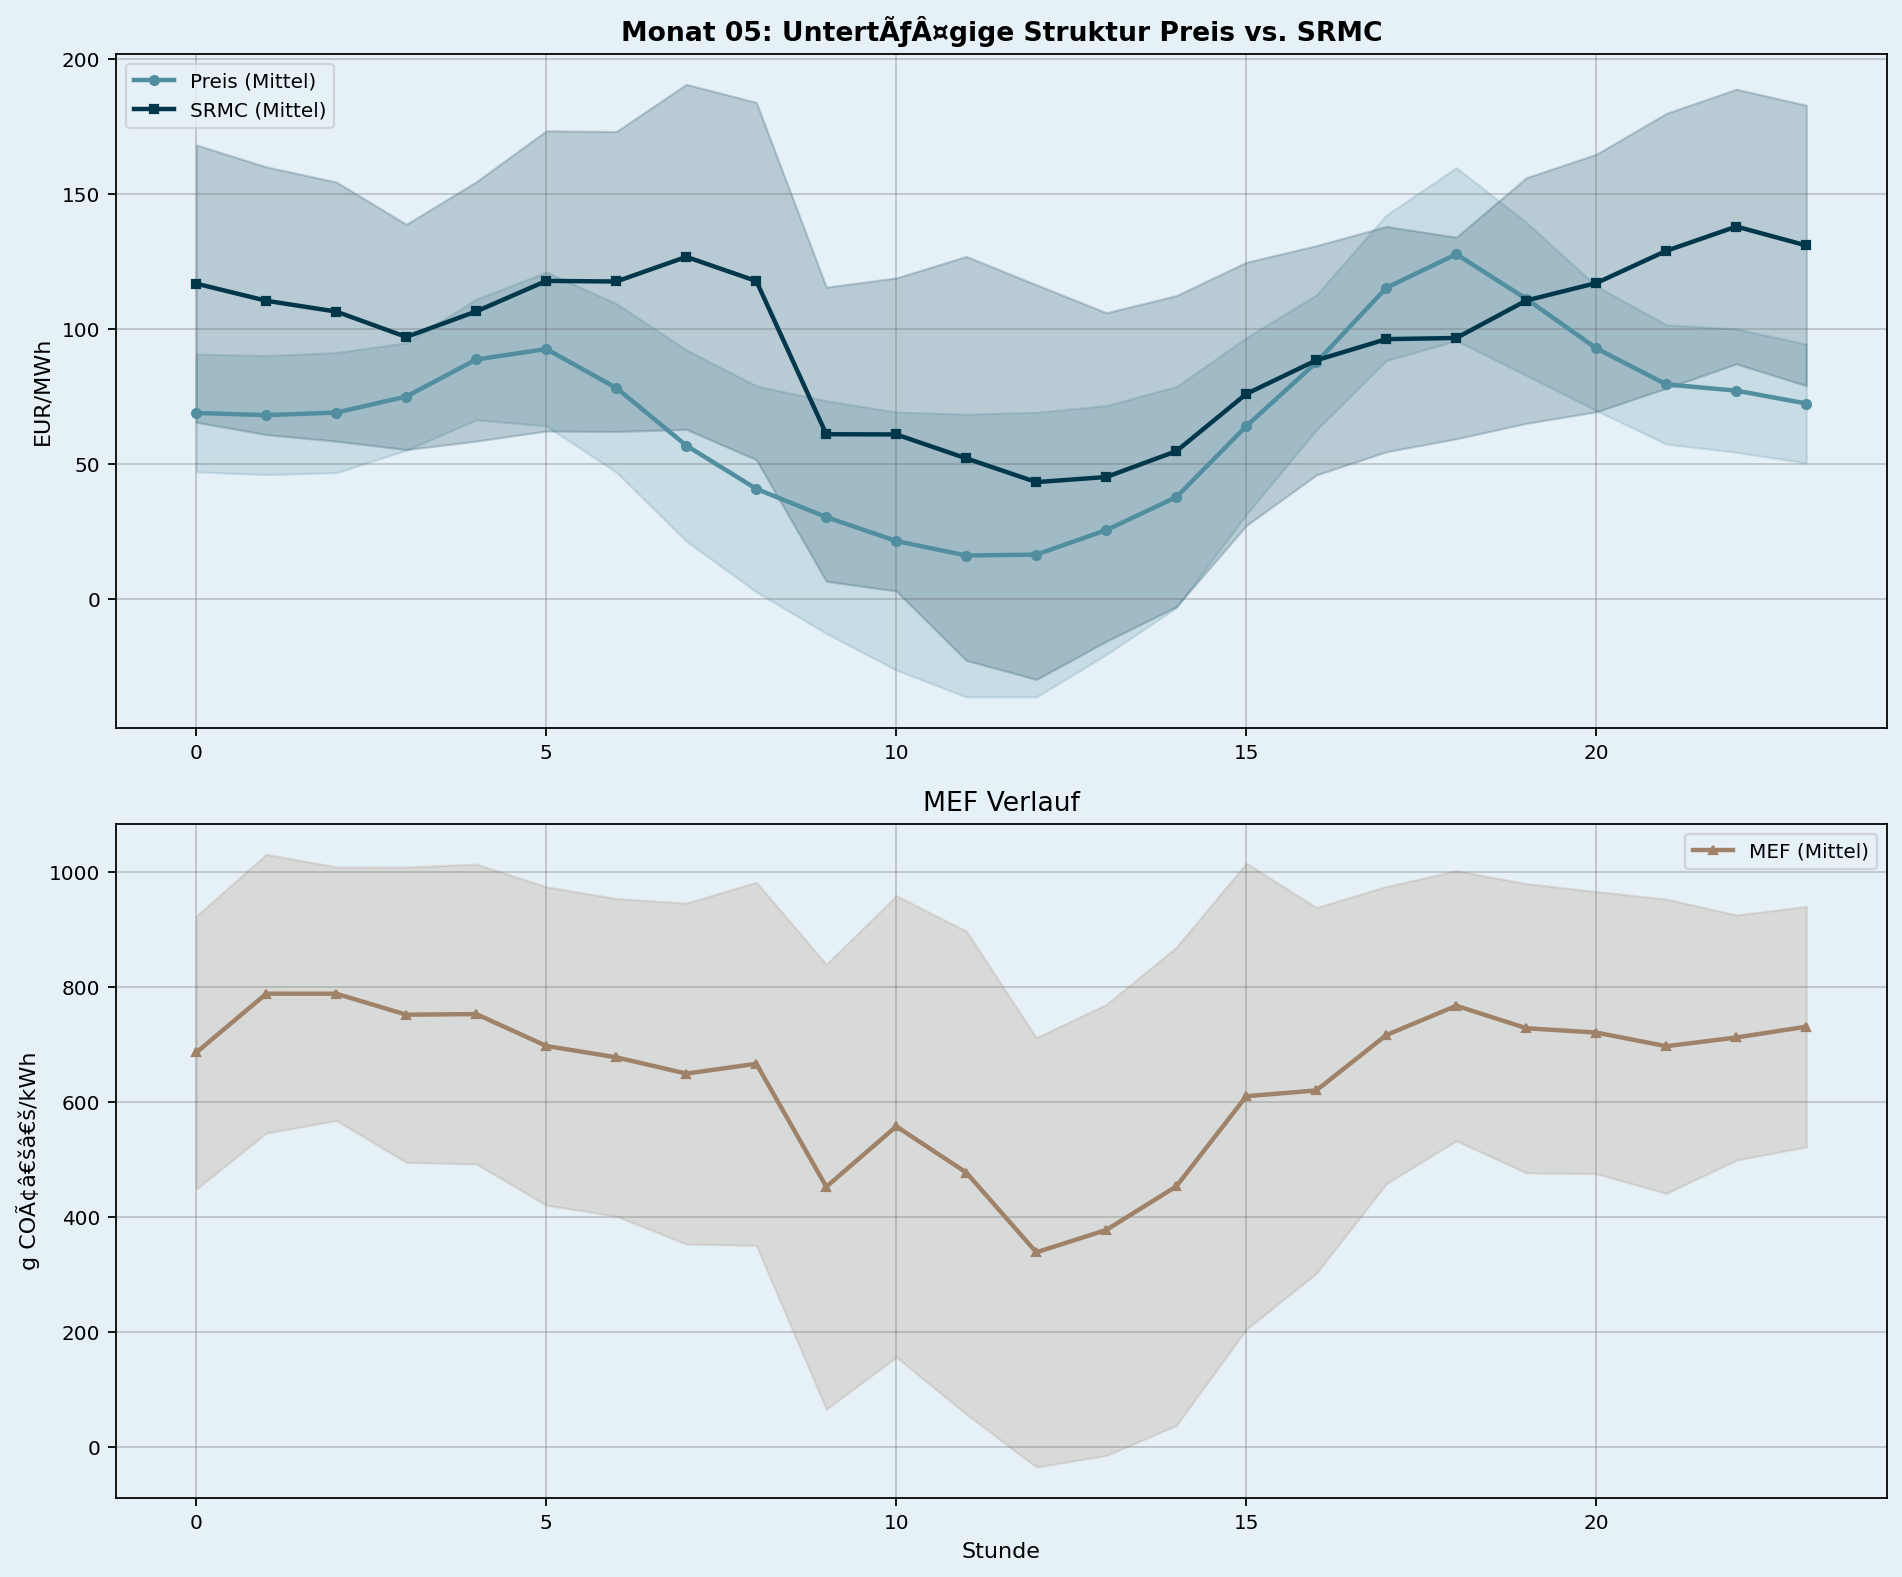 Monat 05: UntertÃƒÂ¤gige Struktur Preis vs. SRMC
Preis (Mittel)
SRMC (Mittel)
EUR/MWh
200
150
100
50
0
0 5 10 15 20
MEF Verlauf
MEF (Mittel)
g COÃ¢â€šâ€š/kWh
1000
800
600
400
200
0
0 5 10 15 20
Stunde